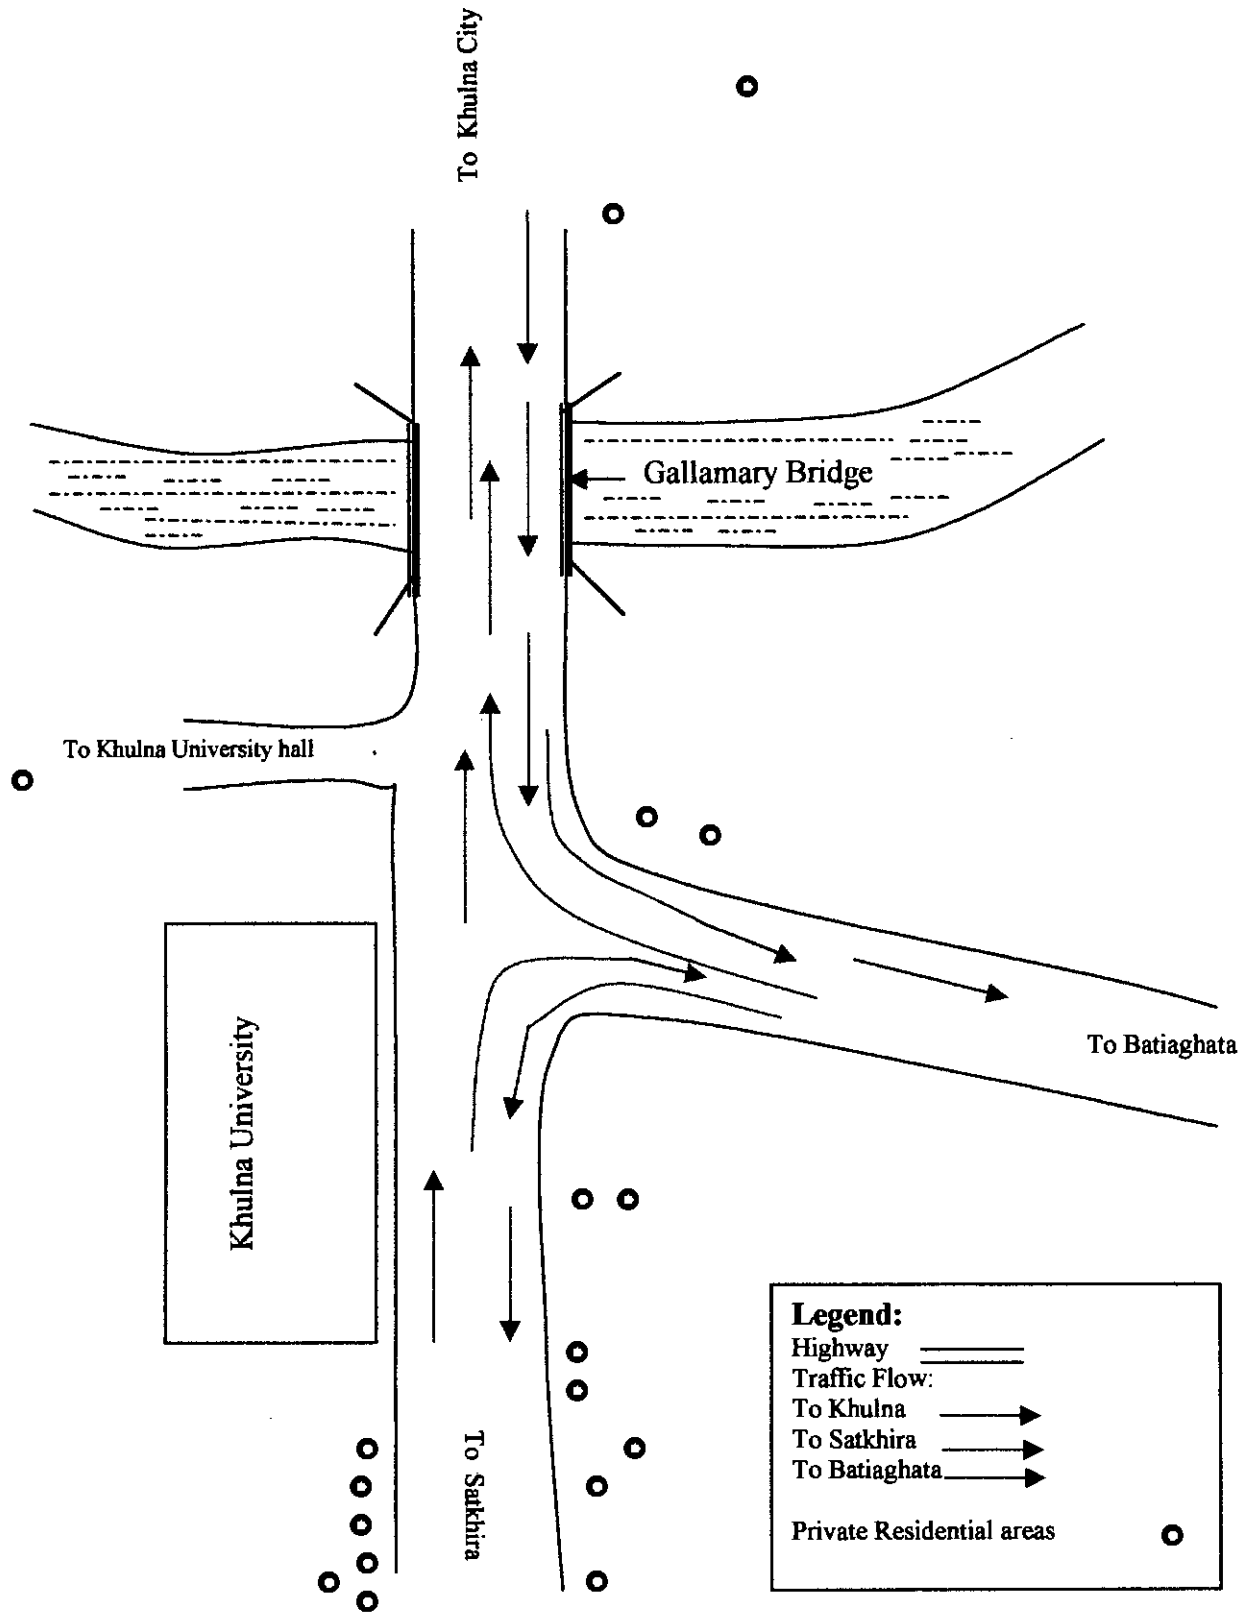 To Khulna City
Gallamary Bridge
To Khulna University hall
To Batiaghata
Khulna University
To Satkhira
Legend:
Highway
Traffic Flow:
To Khulna
To Satkhira
To Batiaghata
Private Residential areas